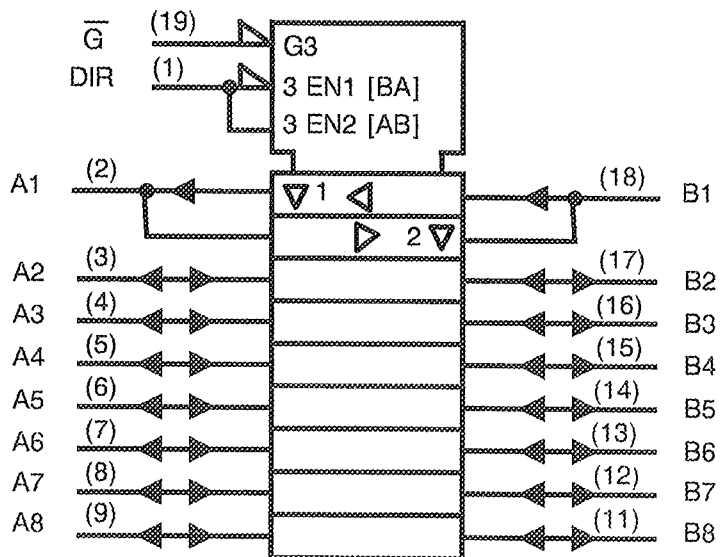 G̅ (19) G3
DIR (1) 3 EN1 [BA]
3 EN2 [AB]
A1 (2) 1 (18) B1
2
A2 (3) (17) B2
A3 (4) (16) B3
A4 (5) (15) B4
A5 (6) (14) B5
A6 (7) (13) B6
A7 (8) (12) B7
A8 (9) (11) B8